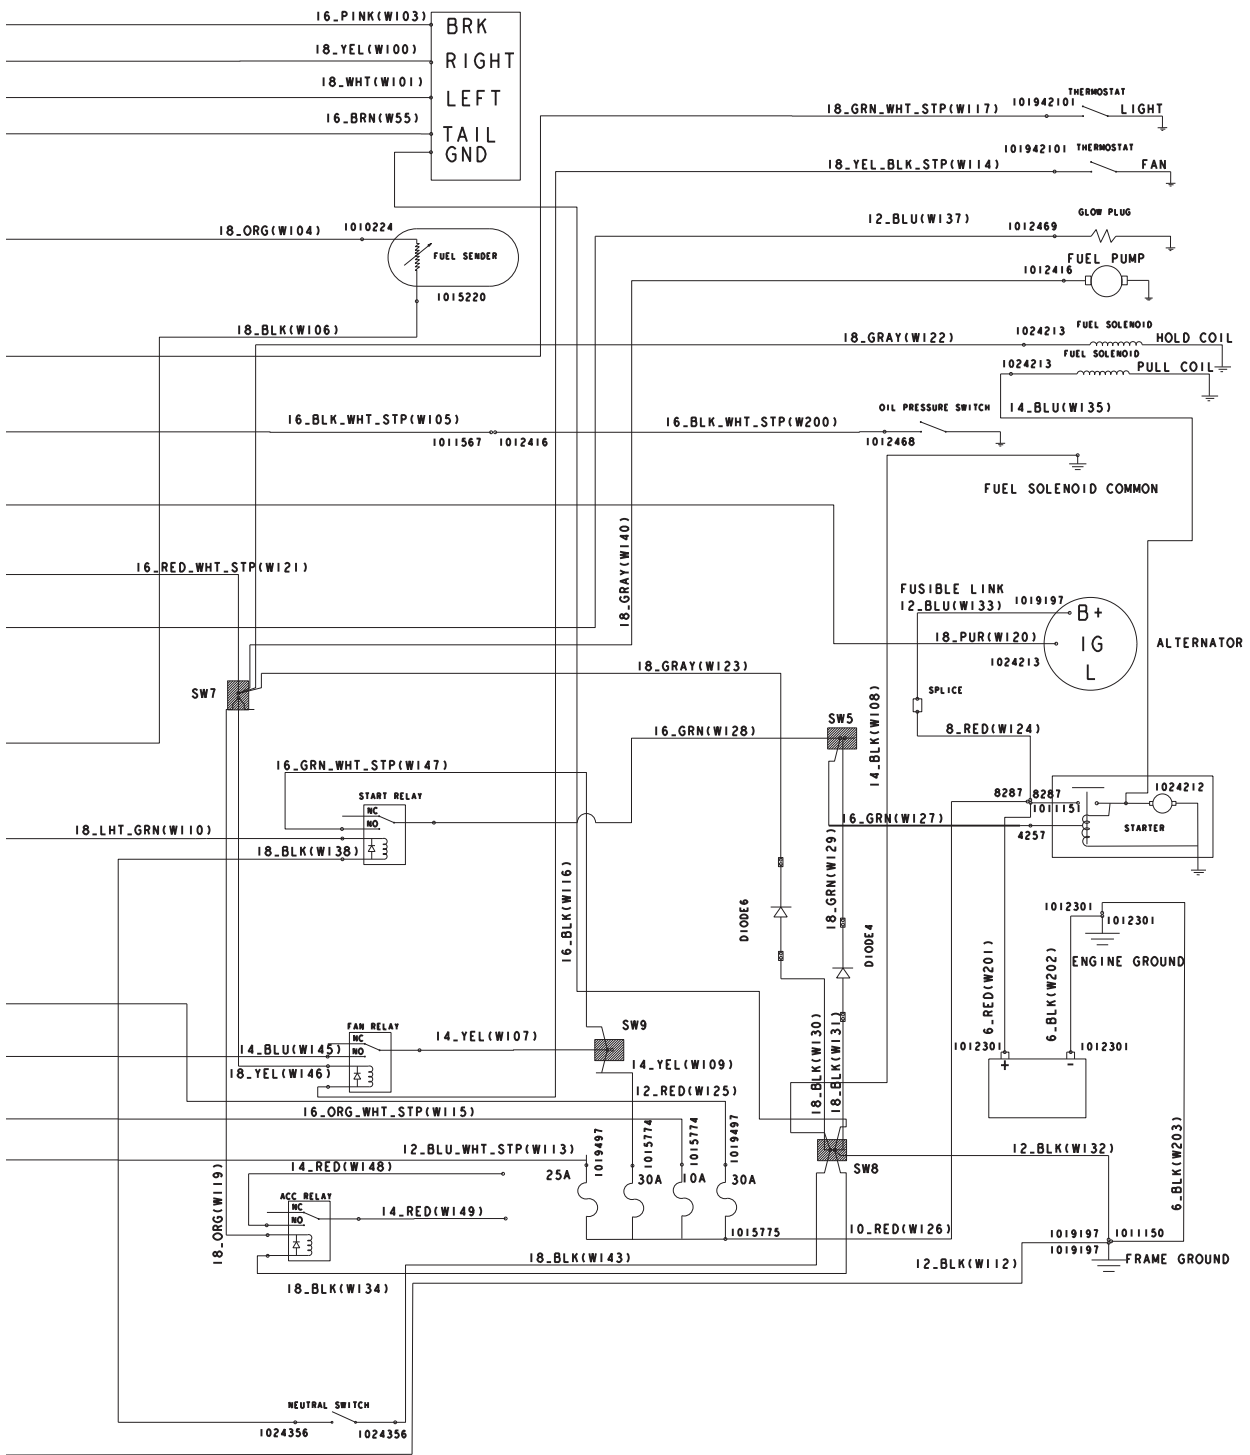 16_PINK(W103)
BRK
18_YEL(W100)
RIGHT
18_WHT(W101)
LEFT
16_BRN(W55)
TAIL
GND
THERMOSTAT
18_GRN_WHT_STP(W117)
101942101
LIGHT
101942101
THERMOSTAT
18_YEL_BLK_STP(W114)
FAN
GLOW PLUG
12_BLU(W137)
1012469
18_ORG(W104)
1010224
FUEL SENDER
1015220
FUEL PUMP
1012416
18_BLK(W106)
18_GRAY(W122)
1024213
FUEL SOLENOID
HOLD COIL
FUEL SOLENOID
1024213
PULL COIL
14_BLU(W135)
16_BLK_WHT_STP(W105)
1011567
1012416
16_BLK_WHT_STP(W200)
OIL PRESSURE SWITCH
1012468
FUEL SOLENOID COMMON
16_RED_WHT_STP(W121)
18_GRAY(W140)
FUSIBLE LINK
12_BLU(W133)
1019197
B+
18_PUR(W120)
IG
ALTERNATOR
1024213
L
18_GRAY(W123)
SW7
SPLICE
14_BLK(W108)
SW5
16_GRN(W128)
8_RED(W124)
16_GRN_WHT_STP(W147)
START RELAY
NC
NO
18_LHT_GRN(W110)
18_BLK(W138)
8287
8287
1011151
1024212
STARTER
16_GRN(W127)
4257
18_GRN(W129)
16_BLK(W116)
DIODE6
DIODE4
1012301
1012301
ENGINE GROUND
6_RED(W201)
6_BLK(W202)
1012301
1012301
+
-
FAN RELAY
NC
NO
14_YEL(W107)
SW9
14_BLU(W145)
18_YEL(W146)
14_YEL(W109)
12_RED(W125)
18_BLK(W130)
18_BLK(W131)
16_ORG_WHT_STP(W115)
12_BLU_WHT_STP(W113)
1019497
1015774
1015774
1019497
25A
30A
10A
30A
SW8
12_BLK(W132)
6_BLK(W203)
14_RED(W148)
ACC RELAY
NC
NO
14_RED(W149)
18_ORG(W119)
1015775
10_RED(W126)
1019197
1011150
1019197
FRAME GROUND
18_BLK(W143)
12_BLK(W112)
18_BLK(W134)
NEUTRAL SWITCH
1024356
1024356